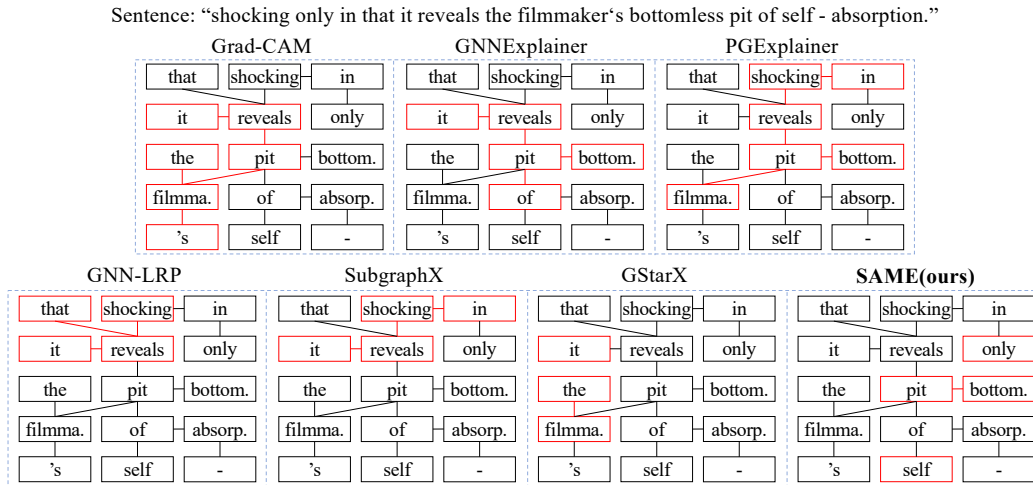 Sentence: “shocking only in that it reveals the filmmaker‘s bottomless pit of self - absorption.”
Grad-CAM GNNExplainer PGExplainer
that shocking in that shocking in that shocking in
it reveals only it reveals only it reveals only
the pit bottom. the pit bottom. the pit bottom.
filmma. of absorp. filmma. of absorp. filmma. of absorp.
’s self - ’s self - ’s self -
GNN-LRP SubgraphX GStarX SAME(ours)
that shocking in that shocking in that shocking in that shocking in
it reveals only it reveals only it reveals only it reveals only
the pit bottom. the pit bottom. the pit bottom. the pit bottom.
filmma. of absorp. filmma. of absorp. filmma. of absorp. filmma. of absorp.
’s self - ’s self - ’s self - ’s self -